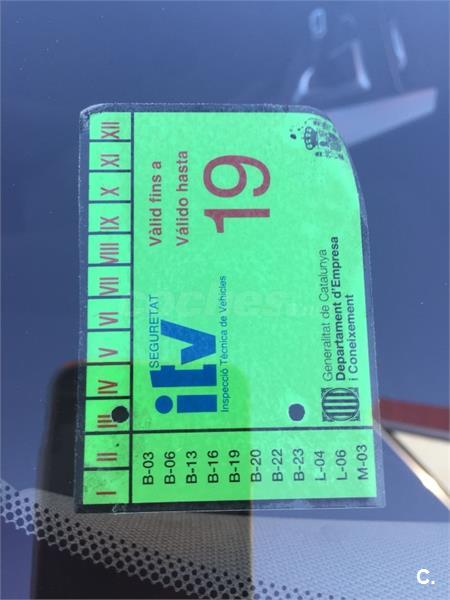 I II III IV V VI VII VIII IX X XI XII
SEGURETAT
itv
Inspecció Tècnica de Vehicles
Vàlid fins a
Válido hasta
19
Generalitat de Catalunya
Departament d'Empresa
i Coneixement
B-03
B-06
B-13
B-16
B-19
B-20
B-22
B-23
L-04
L-06
M-03
C.